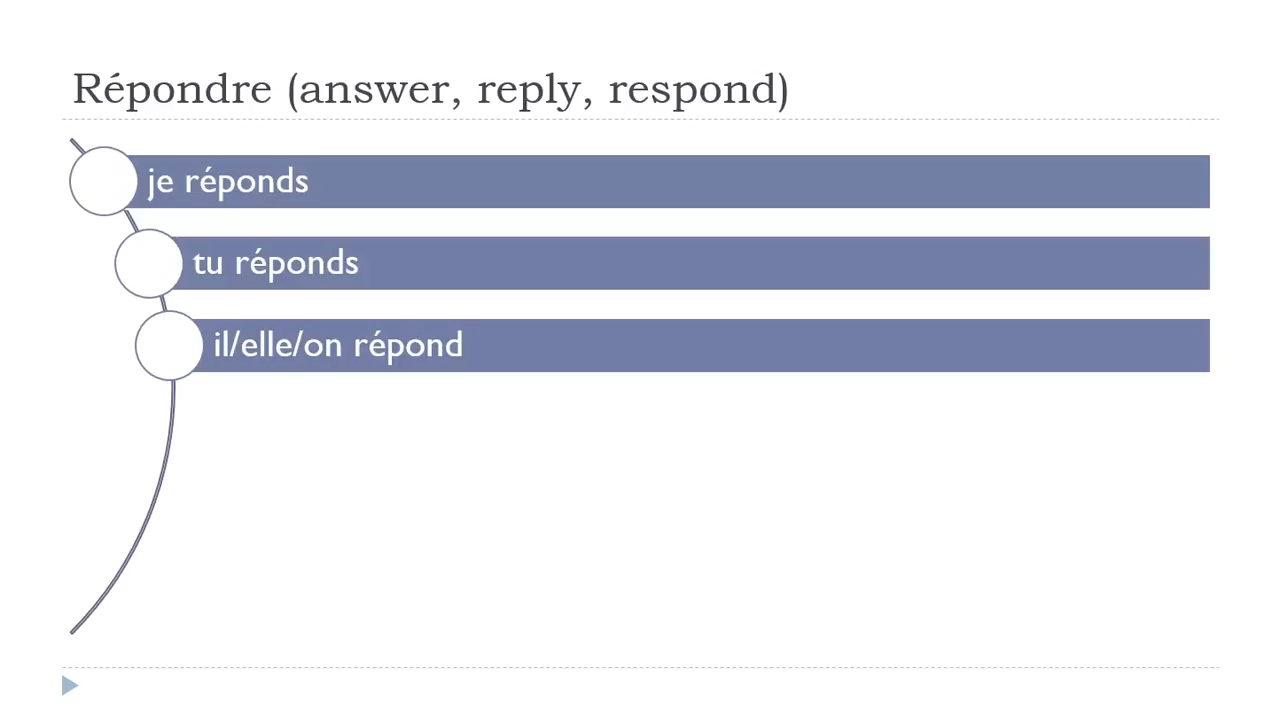 Répondre (answer, reply, respond)
je réponds
tu réponds
il/elle/on répond